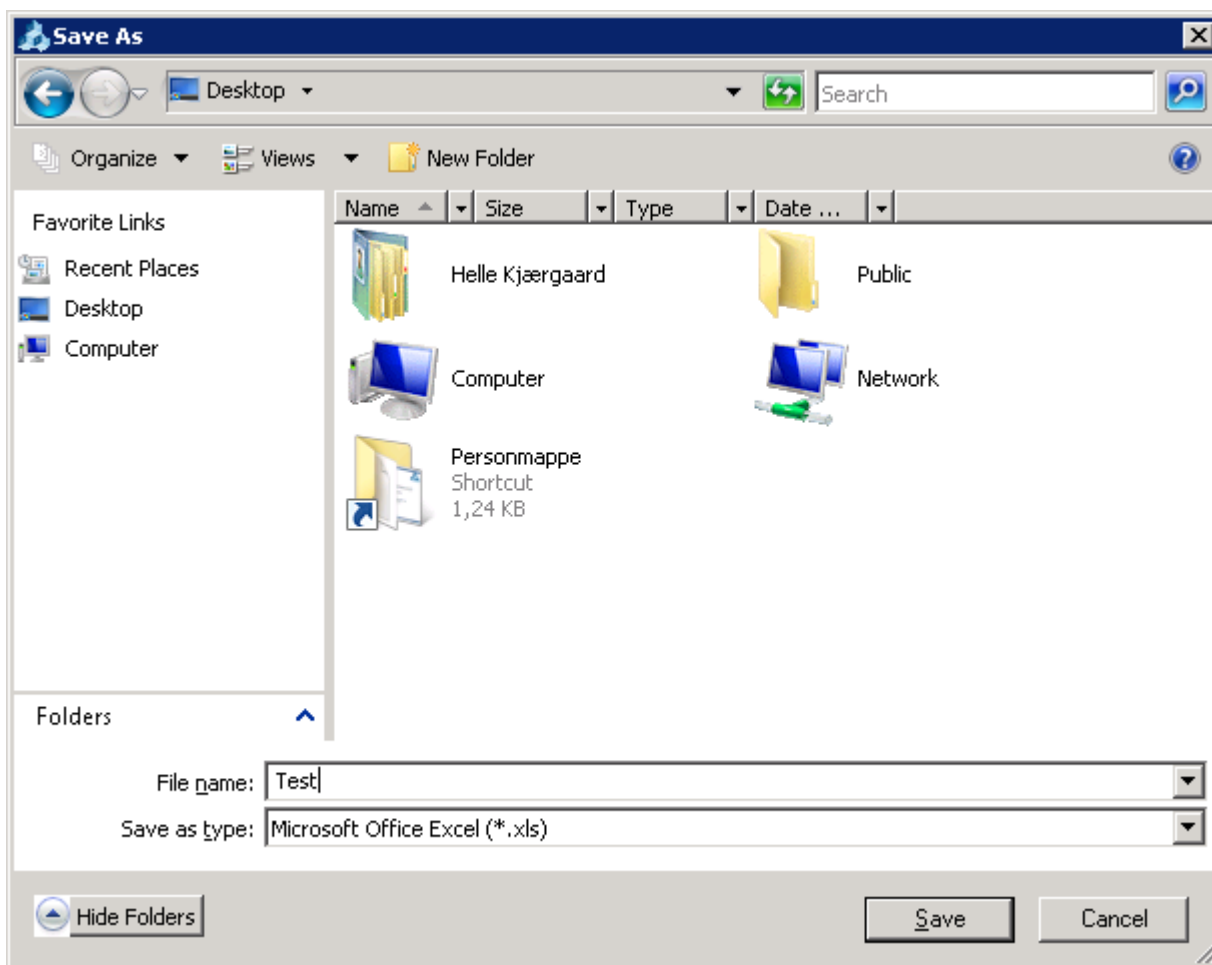 Save As
Desktop
Search
Organize Views New Folder
Favorite Links
Recent Places
Desktop
Computer
Folders
Name Size Type Date ...
Helle Kjærgaard
Public
Computer
Network
Personmappe
Shortcut
1,24 KB
File name: Test
Save as type: Microsoft Office Excel (*.xls)
Hide Folders Save Cancel